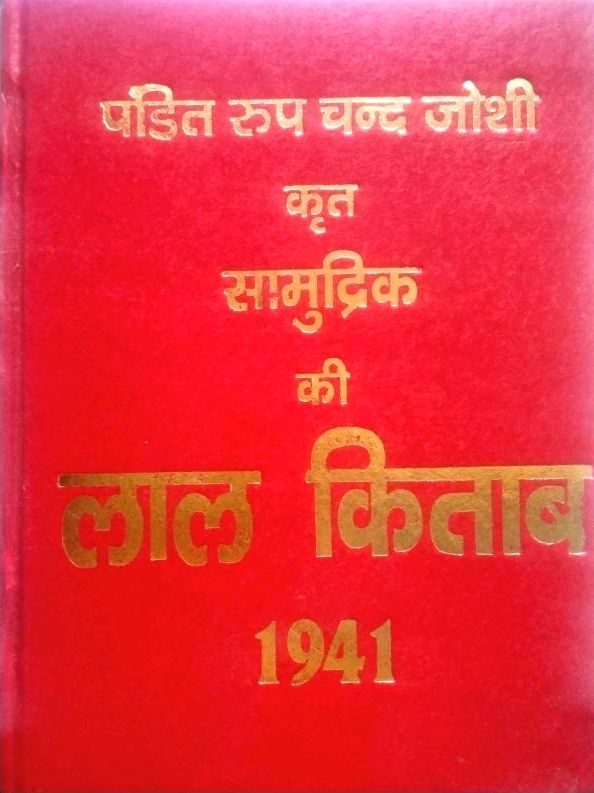 पंडित रुप चन्द जोशी
कृत
सामुद्रिक
की
लाल किताब
1941